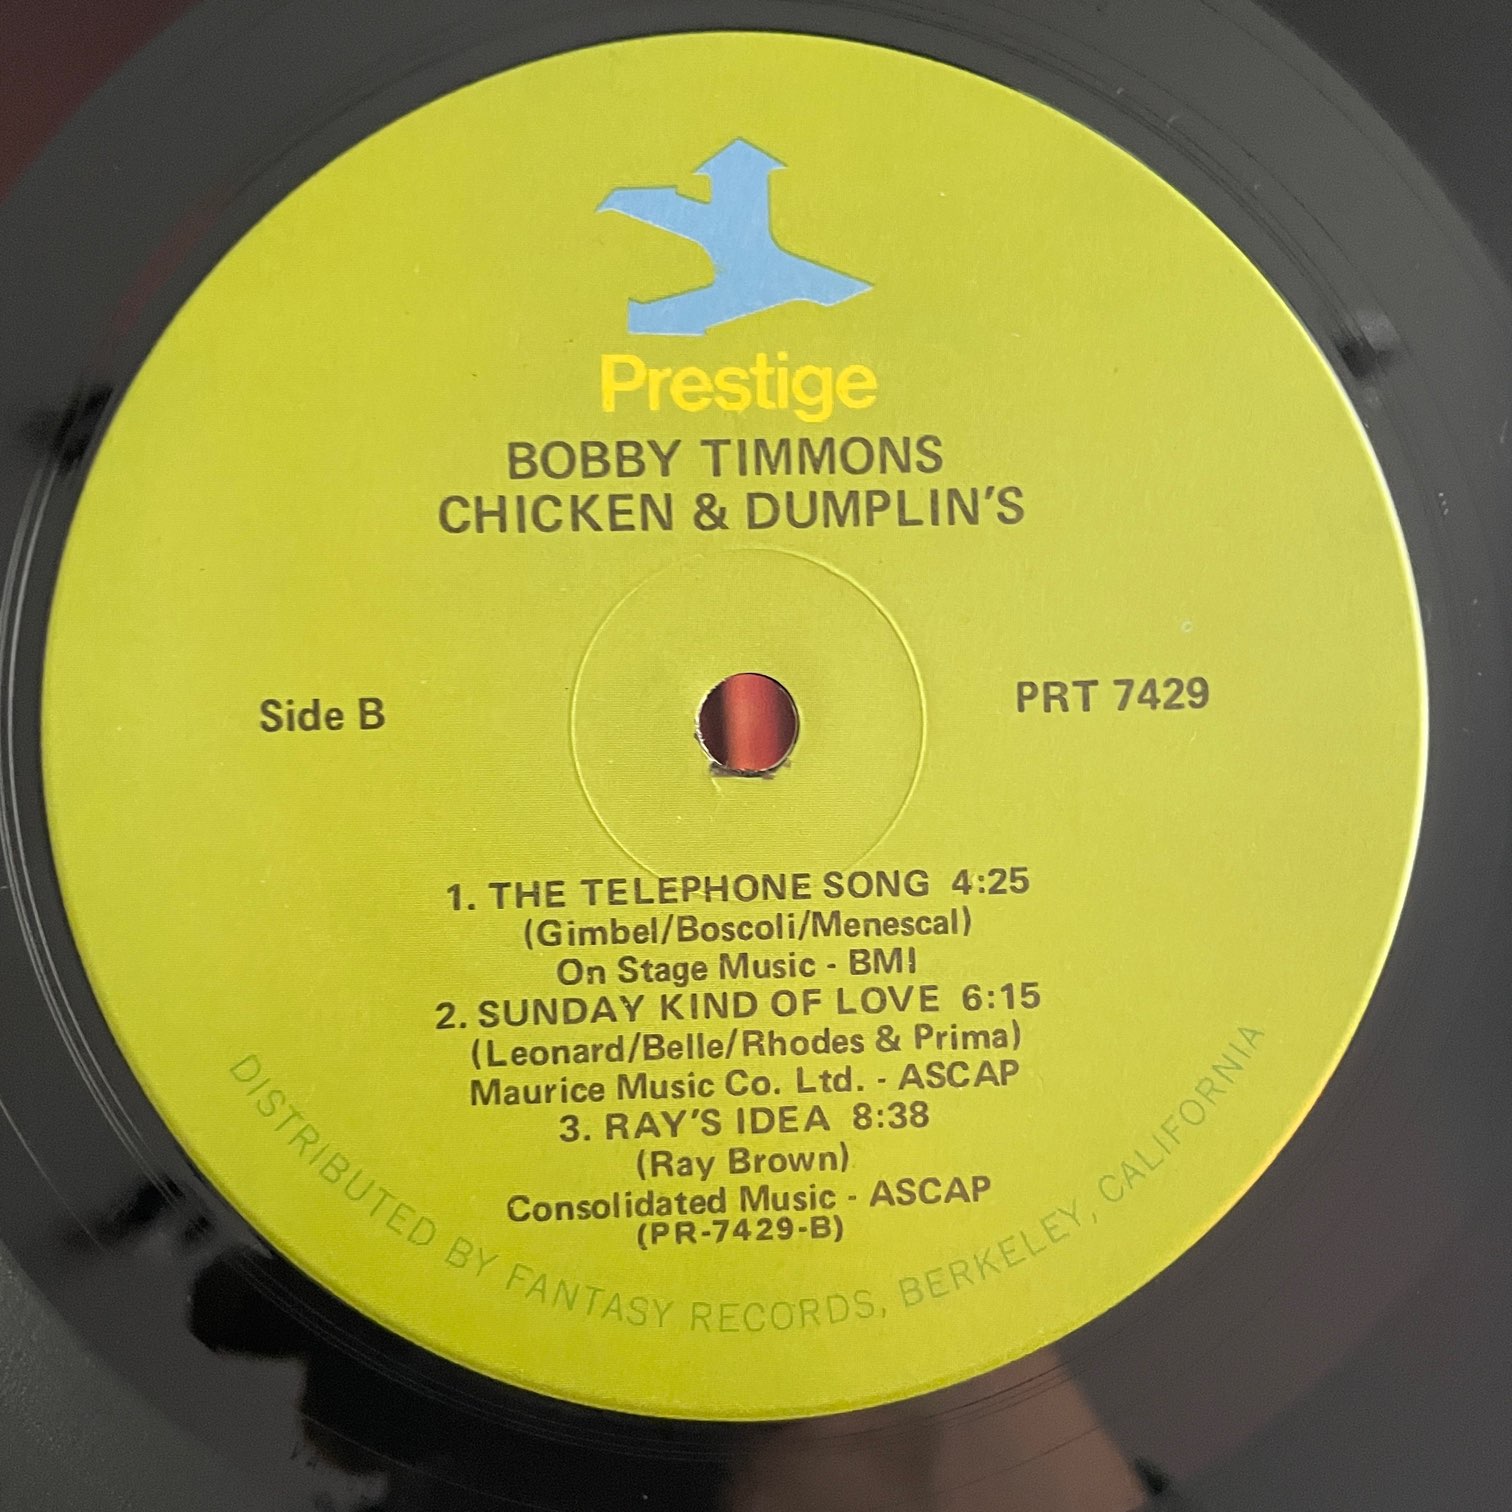 Prestige
BOBBY TIMMONS
CHICKEN & DUMPLIN'S
Side B
PRT 7429
1. THE TELEPHONE SONG 4:25
(Gimbel/Boscoli/Menescal)
On Stage Music - BMI
2. SUNDAY KIND OF LOVE 6:15
(Leonard/Belle/Rhodes & Prima)
Maurice Music Co. Ltd. - ASCAP
3. RAY'S IDEA 8:38
(Ray Brown)
Consolidated Music - ASCAP
(PR-7429-B)
DISTRIBUTED BY FANTASY RECORDS, BERKELEY, CALIFORNIA